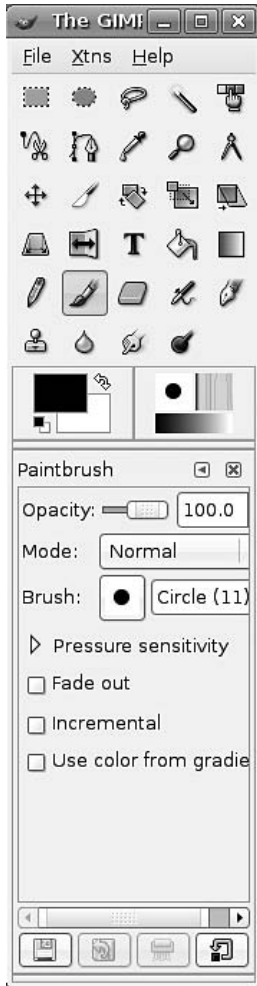 The GIM
File Xtns Help
T
Paintbrush
Opacity: 100.0
Mode: Normal
Brush: Circle (11)
Pressure sensitivity
Fade out
Incremental
Use color from gradie